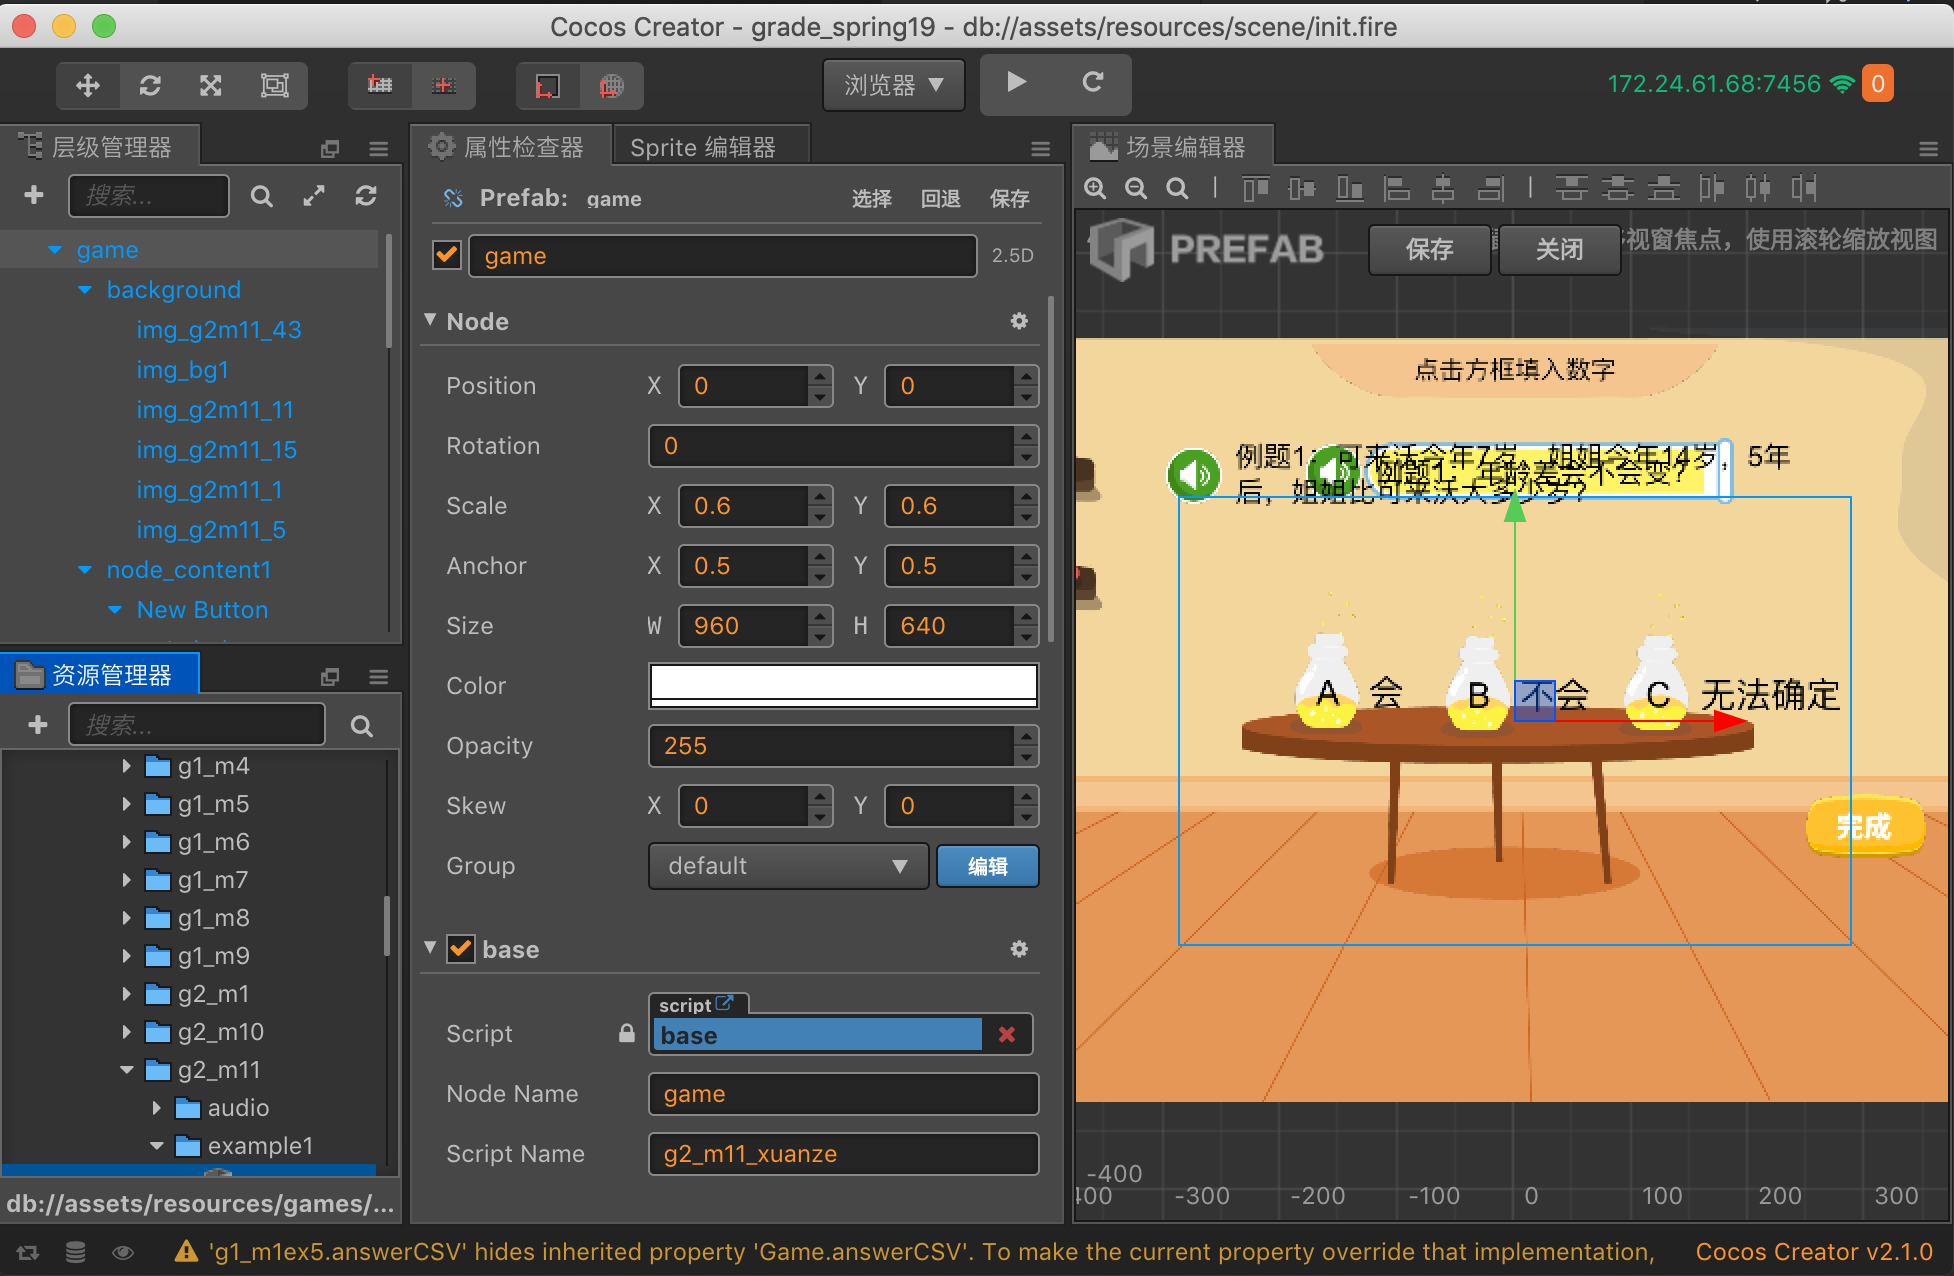 Cocos Creator - grade_spring19 - db://assets/resources/scene/init.fire
浏览器
172.24.61.68:7456
0
层级管理器
搜索...
game
background
img_g2m11_43
img_bg1
img_g2m11_11
img_g2m11_15
img_g2m11_1
img_g2m11_5
node_content1
New Button
资源管理器
搜索...
g1_m4
g1_m5
g1_m6
g1_m7
g1_m8
g1_m9
g2_m1
g2_m10
g2_m11
audio
example1
db://assets/resources/games/...
属性检查器
Sprite 编辑器
Prefab: game 选择 回退 保存
game 2.5D
Node
Position X 0 Y 0
Rotation 0
Scale X 0.6 Y 0.6
Anchor X 0.5 Y 0.5
Size W 960 H 640
Color
Opacity 255
Skew X 0 Y 0
Group default 编辑
base
script
Script base
Node Name game
Script Name g2_m11_xuanze
场景编辑器
PREFAB 保存 关闭 视窗焦点，使用滚轮缩放视图
点击方框填入数字
例题1：可来沃今年7岁，姐姐今年14岁，5年
后，姐姐比可来沃大多少岁？
例题1：年龄差会不会变？
A 会 B 不会 C 无法确定
完成
-400
-300 -200 -100 0 100 200 300
'g1_m1ex5.answerCSV' hides inherited property 'Game.answerCSV'. To make the current property override that implementation,
Cocos Creator v2.1.0